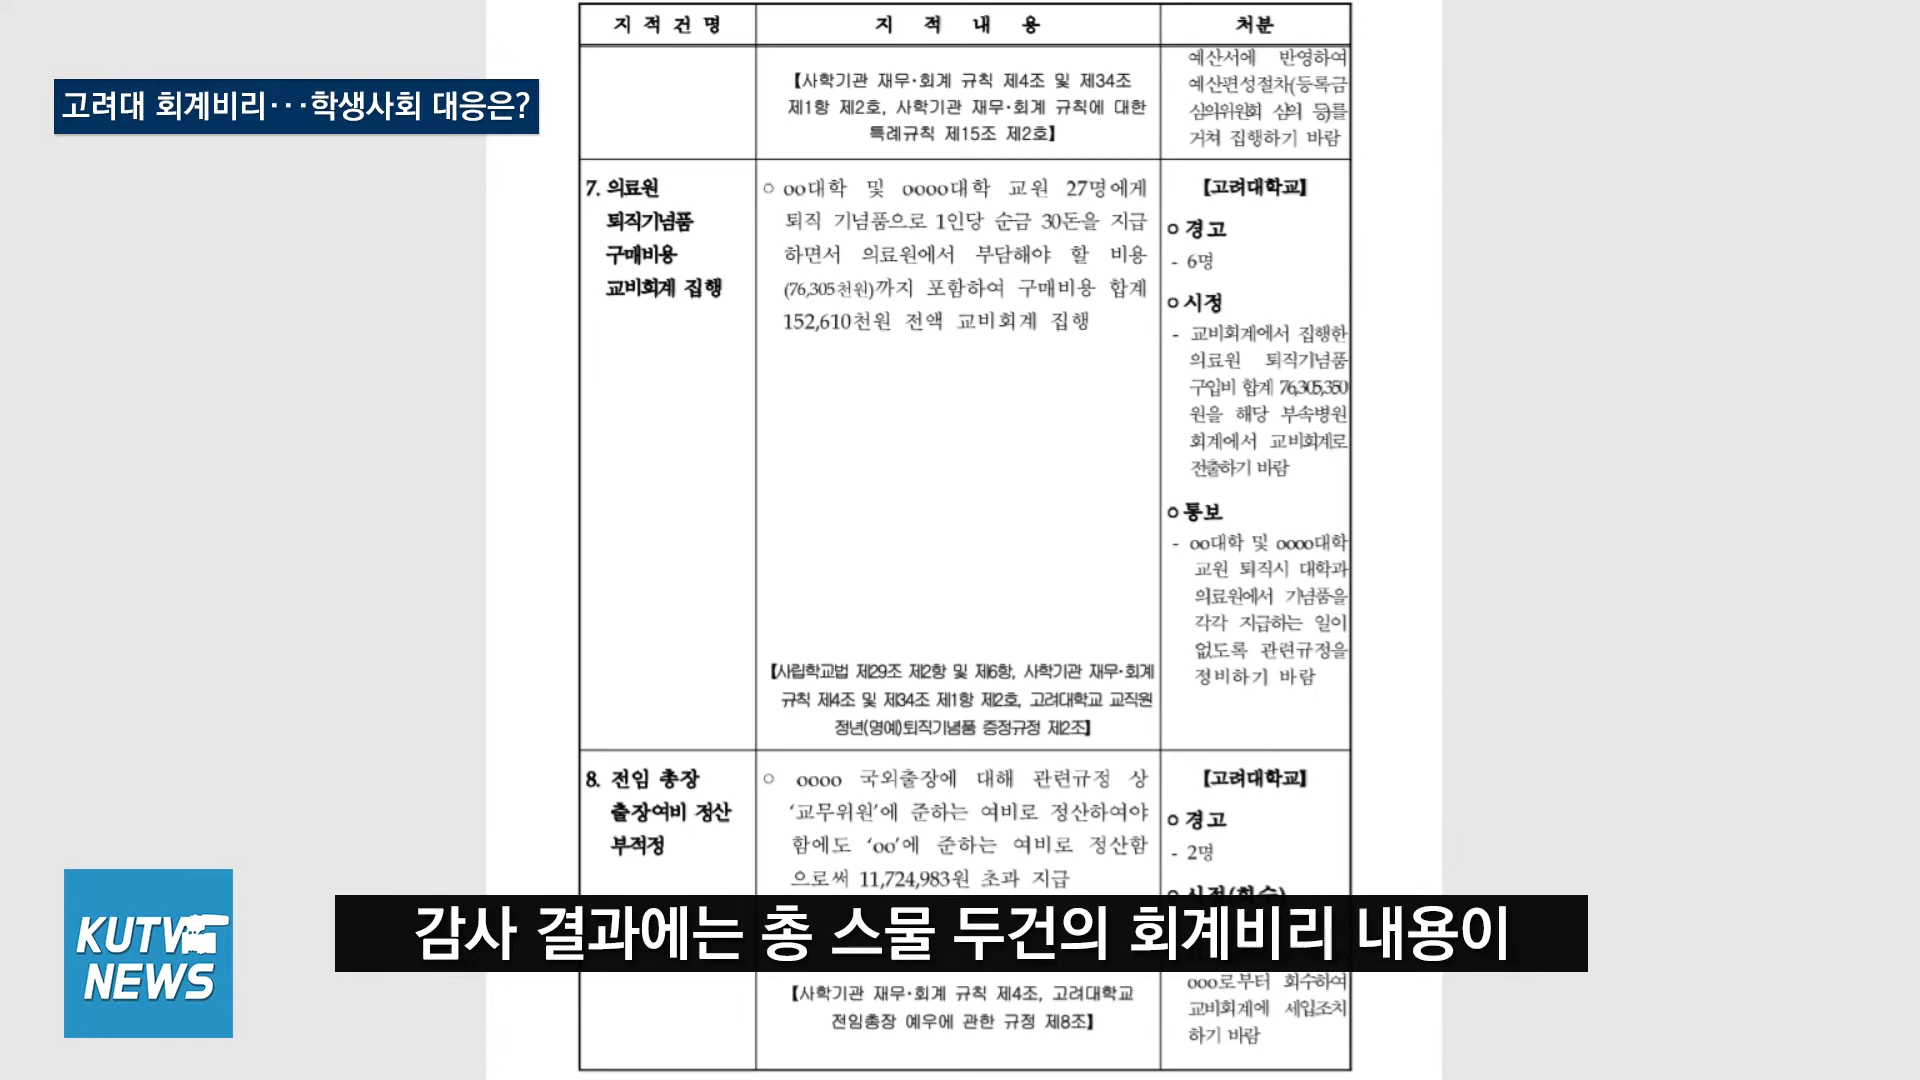 고려대 회계비리···학생사회 대응은?
지적건명
지 적 내 용
처분
【사학기관 재무·회계 규칙 제4조 및 제34조
제1항 제2호, 사학기관 재무·회계 규칙에 대한
특례규칙 제15조 제2호】
예산서에 반영하여
예산편성절차(등록금
심의위원회 심의 등)를
거쳐 집행하기 바람
7. 의료원
퇴직기념품
구매비용
교비회계 집행
○ oo대학 및 oooo대학 교원 27명에게
퇴직 기념품으로 1인당 순금 30돈을 지급
하면서 의료원에서 부담해야 할 비용
(76,305천원)까지 포함하여 구매비용 합계
152,610천원 전액 교비회계 집행
【사립학교법 제29조 제2항 및 제6항, 사학기관 재무·회계
규칙 제4조 및 제34조 제1항 제2호, 고려대학교 교직원
정년(명예)퇴직기념품 증정규정 제2조】
【고려대학교】
○ 경고
- 6명
○ 시정
- 교비회계에서 집행한
의료원 퇴직기념품
구입비 합계 76,305,350
원을 해당 부속병원
회계에서 교비회계로
전출하기 바람
○ 통보
- oo대학 및 oooo대학
교원 퇴직시 대학과
의료원에서 기념품을
각각 지급하는 일이
없도록 관련규정을
정비하기 바람
8. 전임 총장
출장여비 정산
부적정
○ oooo 국외출장에 대해 관련규정 상
‘교무위원’에 준하는 여비로 정산하여야
함에도 ‘oo’에 준하는 여비로 정산함
으로써 11,724,983원 초과 지급
【사학기관 재무·회계 규칙 제4조, 고려대학교
전임총장 예우에 관한 규정 제8조】
【고려대학교】
○ 경고
- 2명
○ 시정(회수)
ooo로부터 회수하여
교비회계에 세입조치
하기 바람
감사 결과에는 총 스물 두건의 회계비리 내용이
KUTV
NEWS